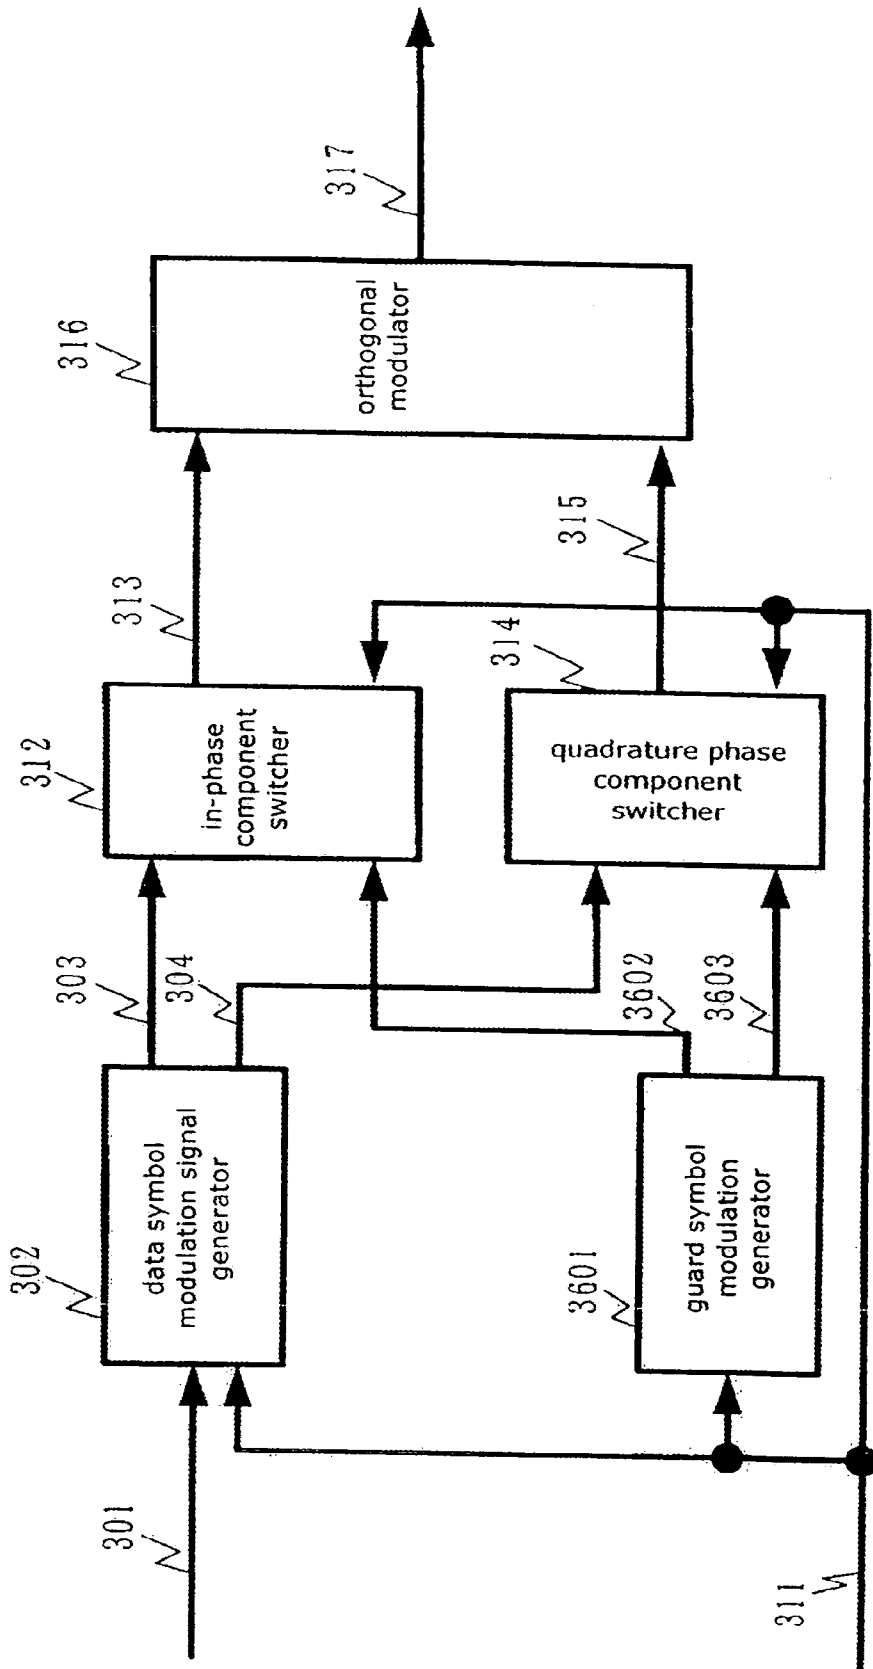 301
302
data symbol
modulation signal
generator
303
304
312
in-phase
component
switcher
313
316
orthogonal
modulator
317
311
3601
guard symbol
modulation
generator
3602
3603
314
quadrature phase
component
switcher
315